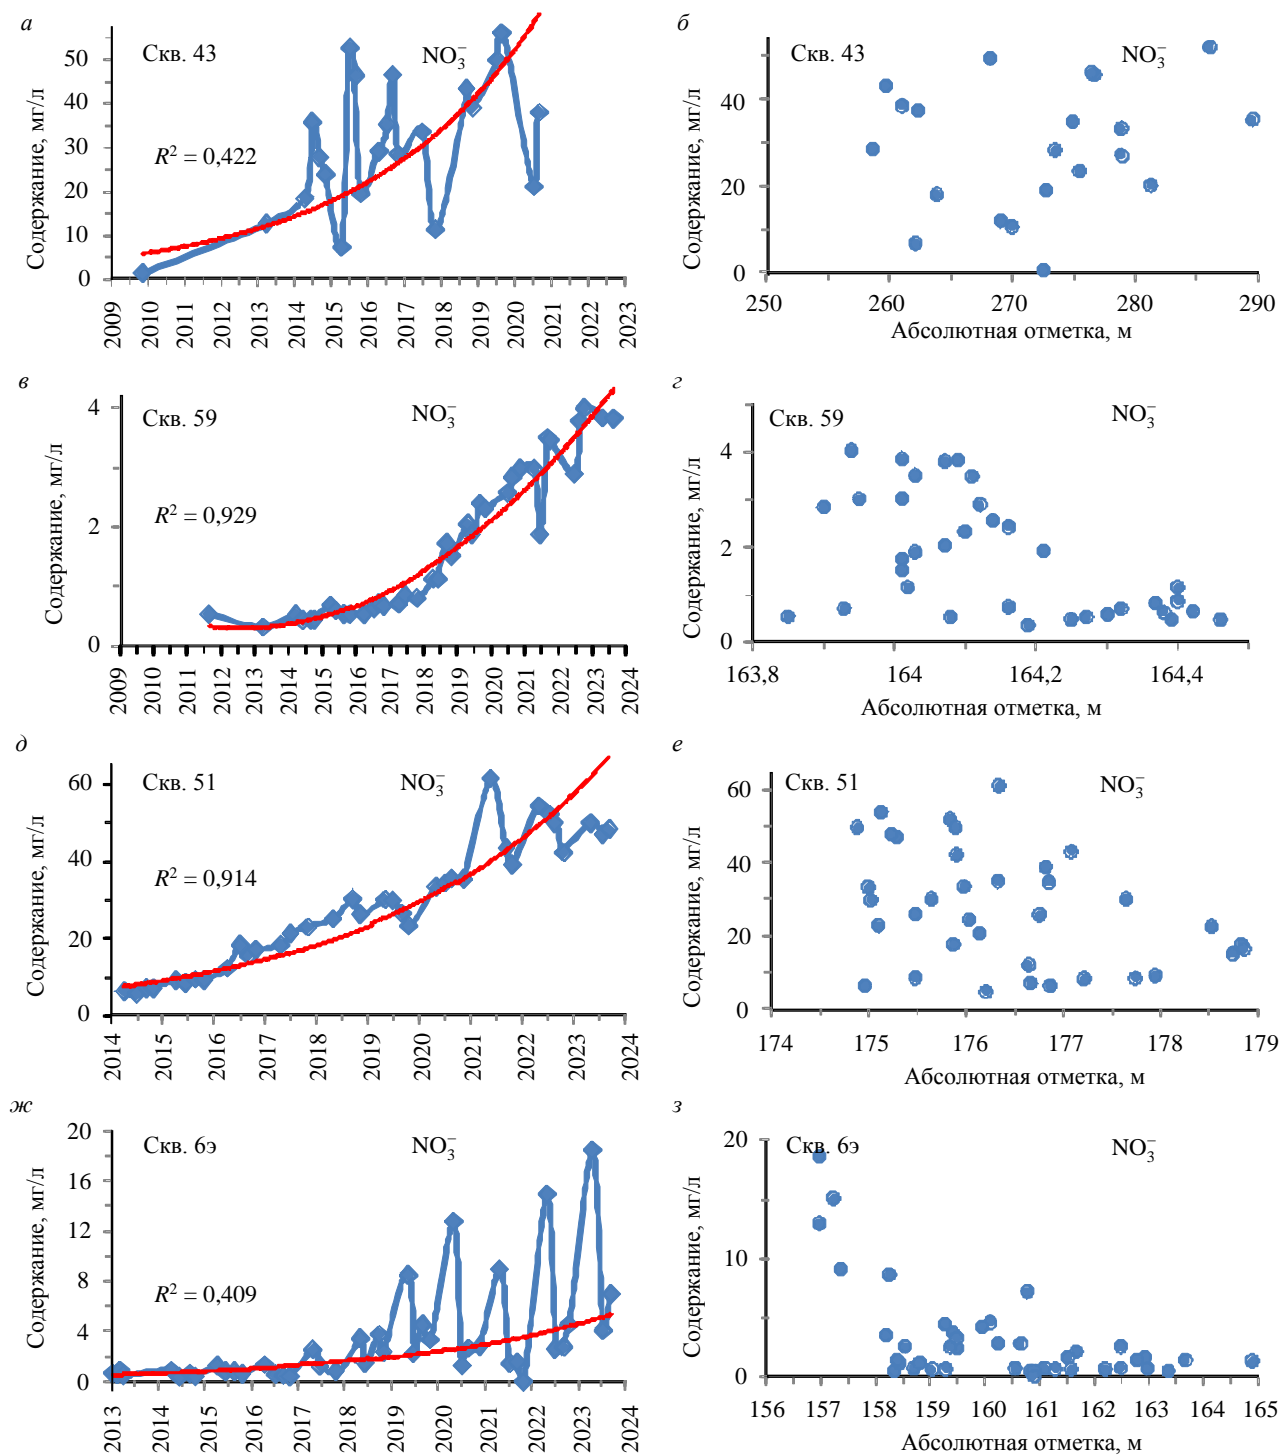 а
Скв. 43
NO₃⁻
R² = 0,422
Содержание, мг/л
50
40
30
20
10
0
2009
2010
2011
2012
2013
2014
2015
2016
2017
2018
2019
2020
2021
2023
б
Скв. 43
NO₃⁻
Содержание, мг/л
40
20
0
250
260
270
280
290
Абсолютная отметка, м
в
Скв. 59
NO₃⁻
R² = 0,929
Содержание, мг/л
4
2
0
2009
2010
2011
2012
2013
2014
2015
2016
2017
2018
2019
2020
2021
2022
2023
2024
г
Скв. 59
NO₃⁻
Содержание, мг/л
4
2
0
163,8
164
164,2
164,4
Абсолютная отметка, м
д
Скв. 51
NO₃⁻
R² = 0,914
Содержание, мг/л
60
40
20
0
2014
2015
2016
2017
2018
2019
2020
2021
2022
2023
2024
е
Скв. 51
NO₃⁻
Содержание, мг/л
60
40
20
0
174
175
176
177
178
179
Абсолютная отметка, м
ж
Скв. 6э
NO₃⁻
R² = 0,409
Содержание, мг/л
20
16
12
8
4
0
2013
2014
2015
2016
2017
2018
2019
2020
2021
2022
2023
2024
з
Скв. 6э
NO₃⁻
Содержание, мг/л
20
10
0
156
157
158
159
160
161
162
163
164
165
Абсолютная отметка, м